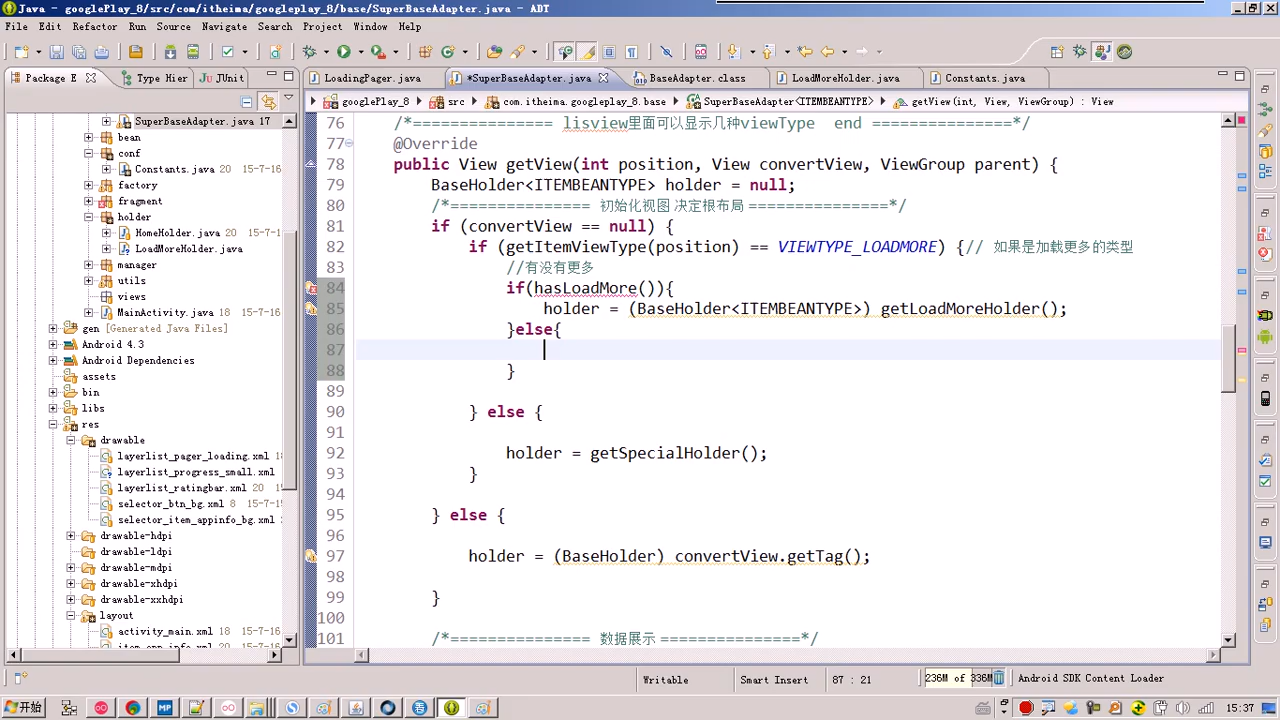 Java - googlePlay_8/src/com/itheima/googleplay_8/base/SuperBaseAdapter.java - ADT
File Edit Refactor Source Navigate Search Project Window Help
Package E Type Hier JUnit
LoadingPager.java *SuperBaseAdapter.java BaseAdapter.class LoadMoreHolder.java Constants.java
googlePlay_8 src com.itheima.googleplay_8.base SuperBaseAdapter<ITEMBEANTYPE> getView(int, View, ViewGroup) : View
SuperBaseAdapter.java 17
bean
conf
Constants.java 20 15-7-16
factory
fragment
holder
HomeHolder.java 20 15-7-1
LoadMoreHolder.java
manager
utils
views
MainActivity.java 18 15-7-16
gen [Generated Java Files]
Android 4.3
Android Dependencies
assets
bin
libs
res
drawable
layerlist_pager_loading.xml 18
layerlist_progress_small.xml
layerlist_ratingbar.xml 20 15
selector_btn_bg.xml 8 15-7-1
selector_item_appinfo_bg.xml 2
drawable-hdpi
drawable-ldpi
drawable-mdpi
drawable-xhdpi
drawable-xxhdpi
layout
activity_main.xml 18 15-7-16
76 /*=============== lisview里面可以显示几种viewType end ===============*/
77 @Override
78 public View getView(int position, View convertView, ViewGroup parent) {
79 BaseHolder<ITEMBEANTYPE> holder = null;
80 /*=============== 初始化视图 决定根布局 ===============*/
81 if (convertView == null) {
82 if (getItemViewType(position) == VIEWTYPE_LOADMORE) {// 如果是加载更多的类型
83 //有没有更多
84 if(hasLoadMore()){
85 holder = (BaseHolder<ITEMBEANTYPE>) getLoadMoreHolder();
86 }else{
87
88 }
89
90 } else {
91
92 holder = getSpecialHolder();
93 }
94
95 } else {
96
97 holder = (BaseHolder) convertView.getTag();
98
99 }
100
101 /*=============== 数据展示 ===============*/
Writable Smart Insert 87 : 21 236M of 336M Android SDK Content Loader
开始 15:37